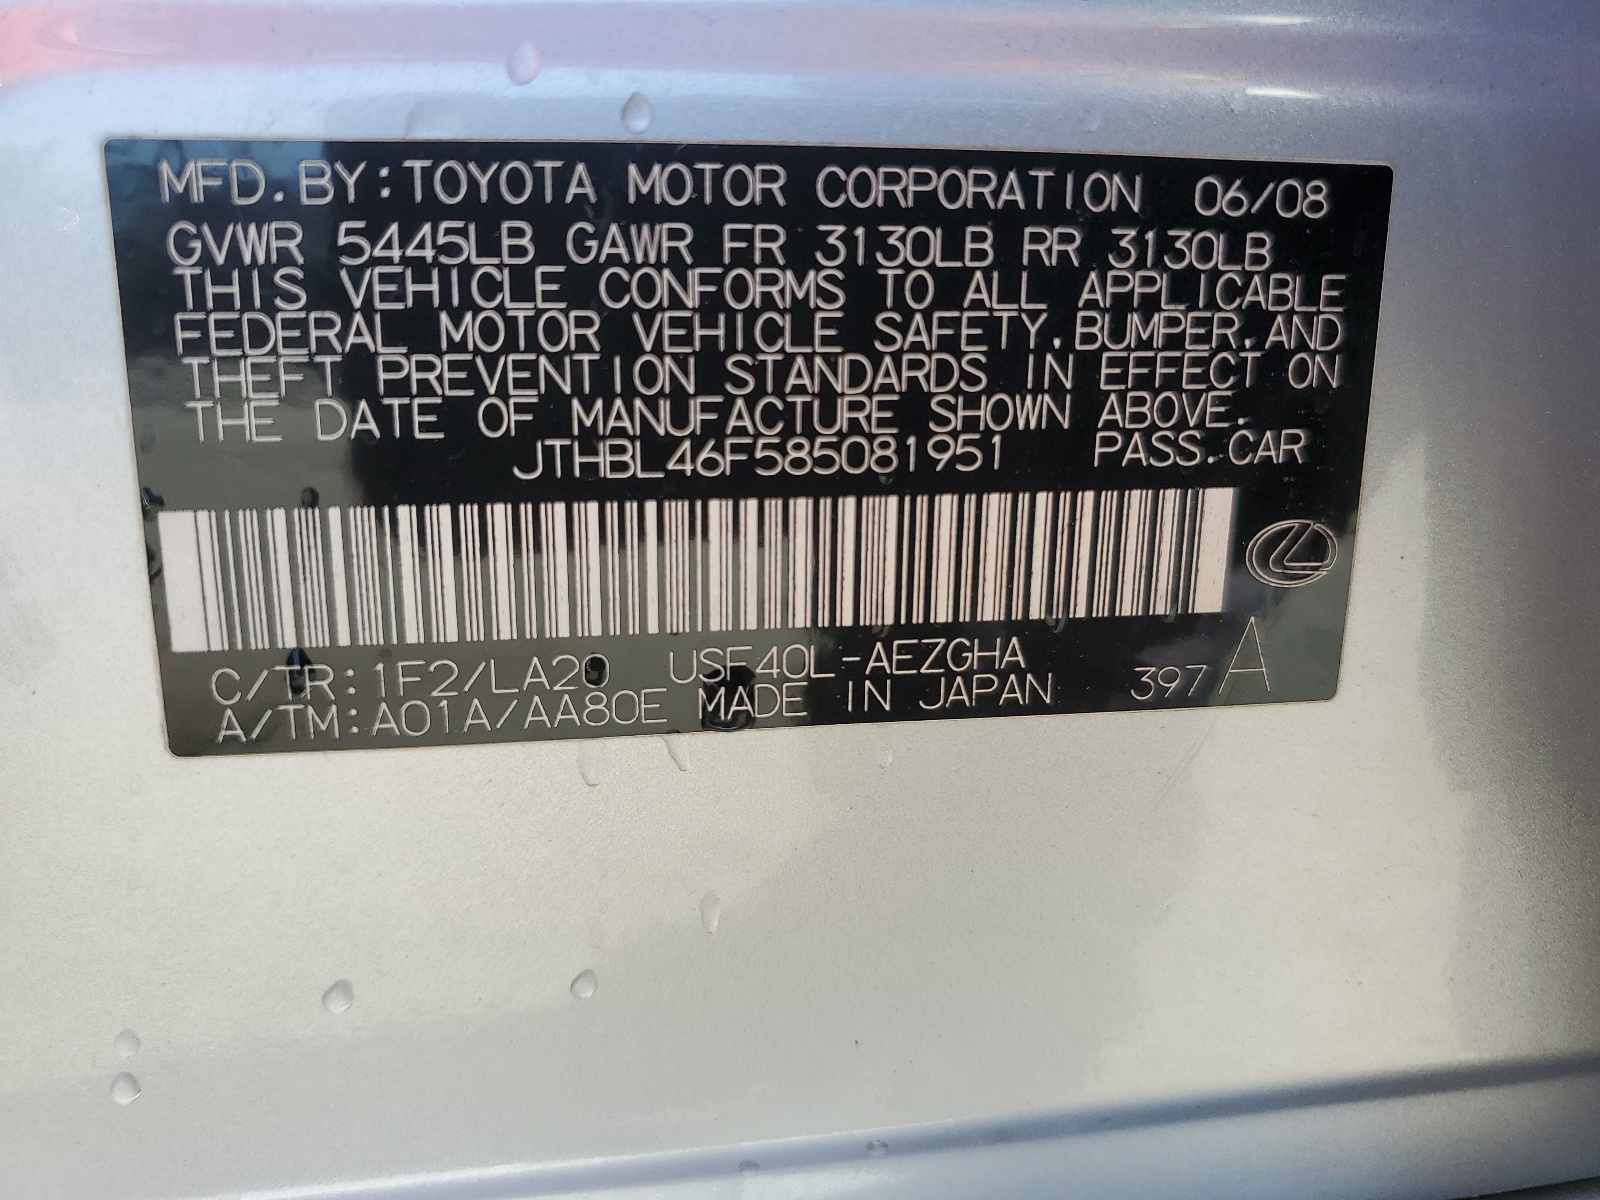 MFD. BY: TOYOTA MOTOR CORPORATION 06/08
GVWR 5445LB GAWR FR 3130LB RR 3130LB
THIS VEHICLE CONFORMS TO ALL APPLICABLE
FEDERAL MOTOR VEHICLE SAFETY, BUMPER, AND
THEFT PREVENTION STANDARDS IN EFFECT ON
THE DATE OF MANUFACTURE SHOWN ABOVE.
JTHBL46F585081951 PASS. CAR
C/TR: 1F2/LA20 USF40L-AEZGHA 397 A
A/TM: A01A/AA80E MADE IN JAPAN